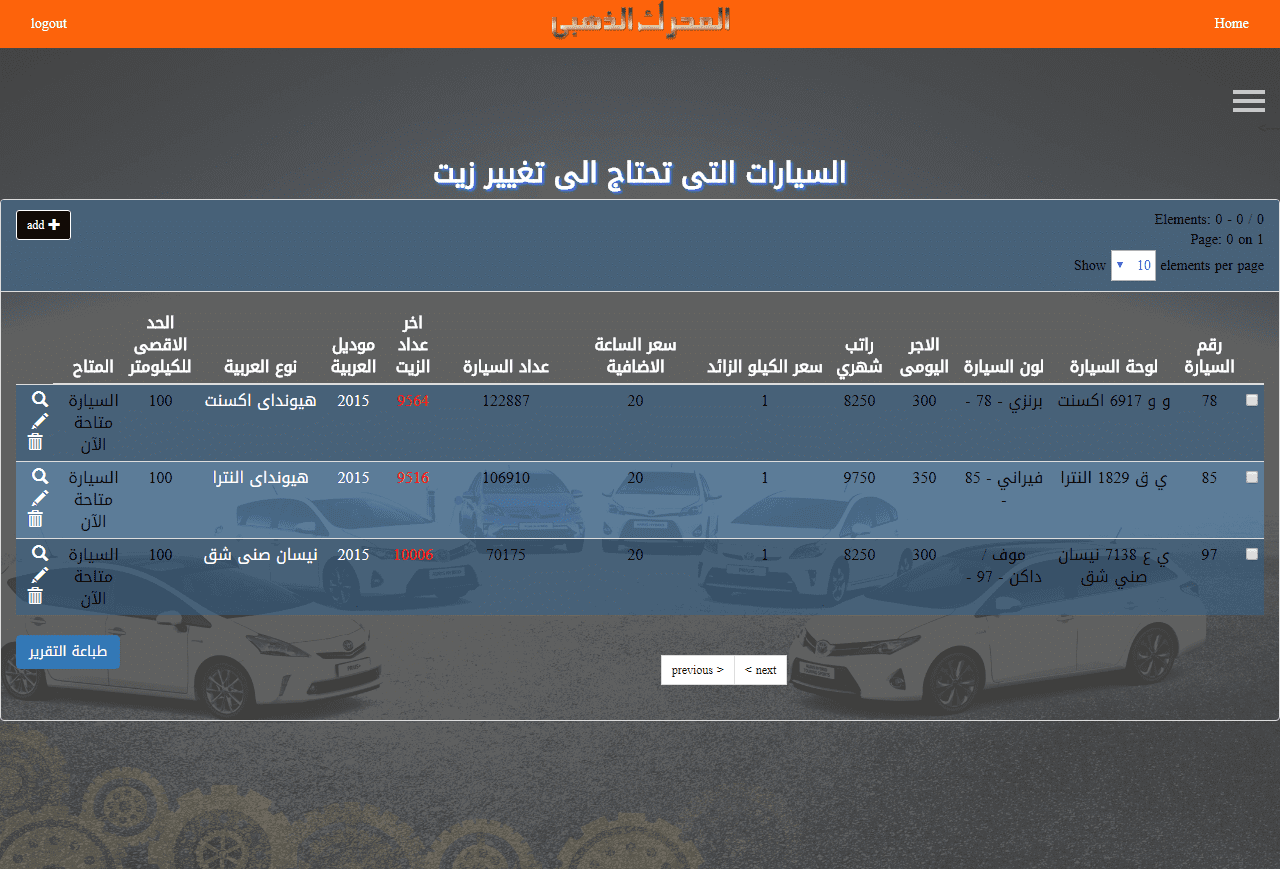 Home
المحرك الذهبى
logout
السيارات التى تحتاج الى تغيير زيت
Elements: 0 - 0 / 0
Page: 0 on 1
Show 10 elements per page
add
رقم السيارة
لوحة السيارة
لون السيارة
الاجر اليومى
راتب شهري
سعر الكيلو الزائد
سعر الساعة الاضافية
عداد السيارة
اخر عداد الزيت
موديل العربية
نوع العربية
الحد الاقصى للكيلومتر
المتاح
78
و و 6917 اكسنت
برنزي - 78 -
300
8250
1
20
122887
9564
2015
هيونداى اكسنت
100
السيارة متاحة الآن
85
ي ق 1829 النترا
فيراني - 85 -
350
9750
1
20
106910
9516
2015
هيونداى النترا
100
السيارة متاحة الآن
97
ي ع 7138 نيسان صني شق
موف / داكن - 97 -
300
8250
1
20
70175
10006
2015
نيسان صنى شق
100
السيارة متاحة الآن
طباعة التقرير
previous >
< next